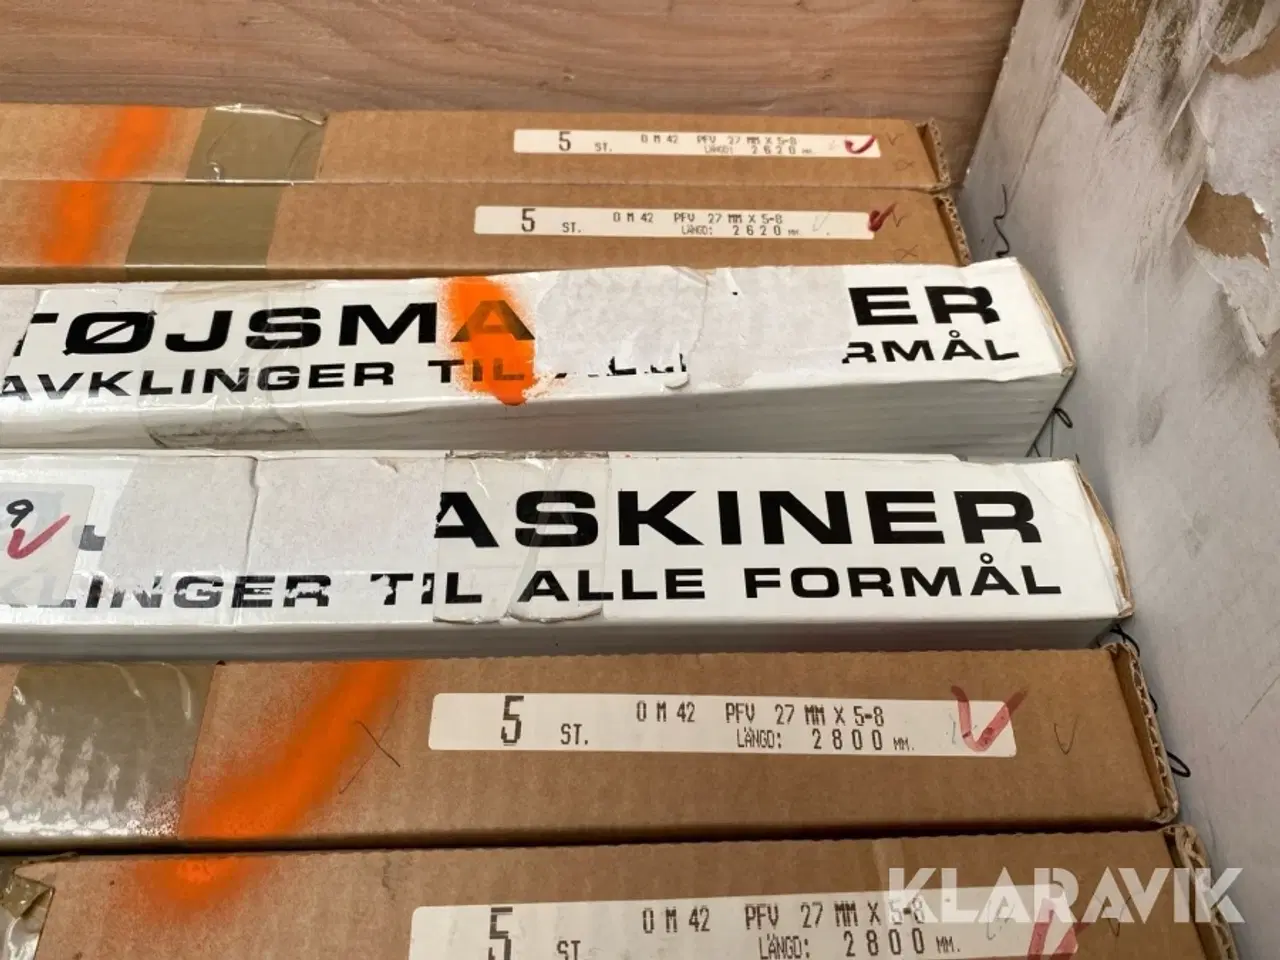 5 ST. 0 M 42 PFV 27 MM X 5-8
LÄNGD: 2620 MM.
5 ST. 0 M 42 PFV 27 MM X 5-8
LÄNGD: 2620 MM.
TØJSMA ER
AVKLINGER TIL ALLE RMÅL
9
ASKINER
KLINGER TIL ALLE FORMÅL
5 ST. 0 M 42 PFV 27 MM X 5-8
LÄNGD: 2800 MM.
5 ST. 0 M 42 PFV 27 MM X 5-8
LÄNGD: 2800 MM.
KLARAVIK